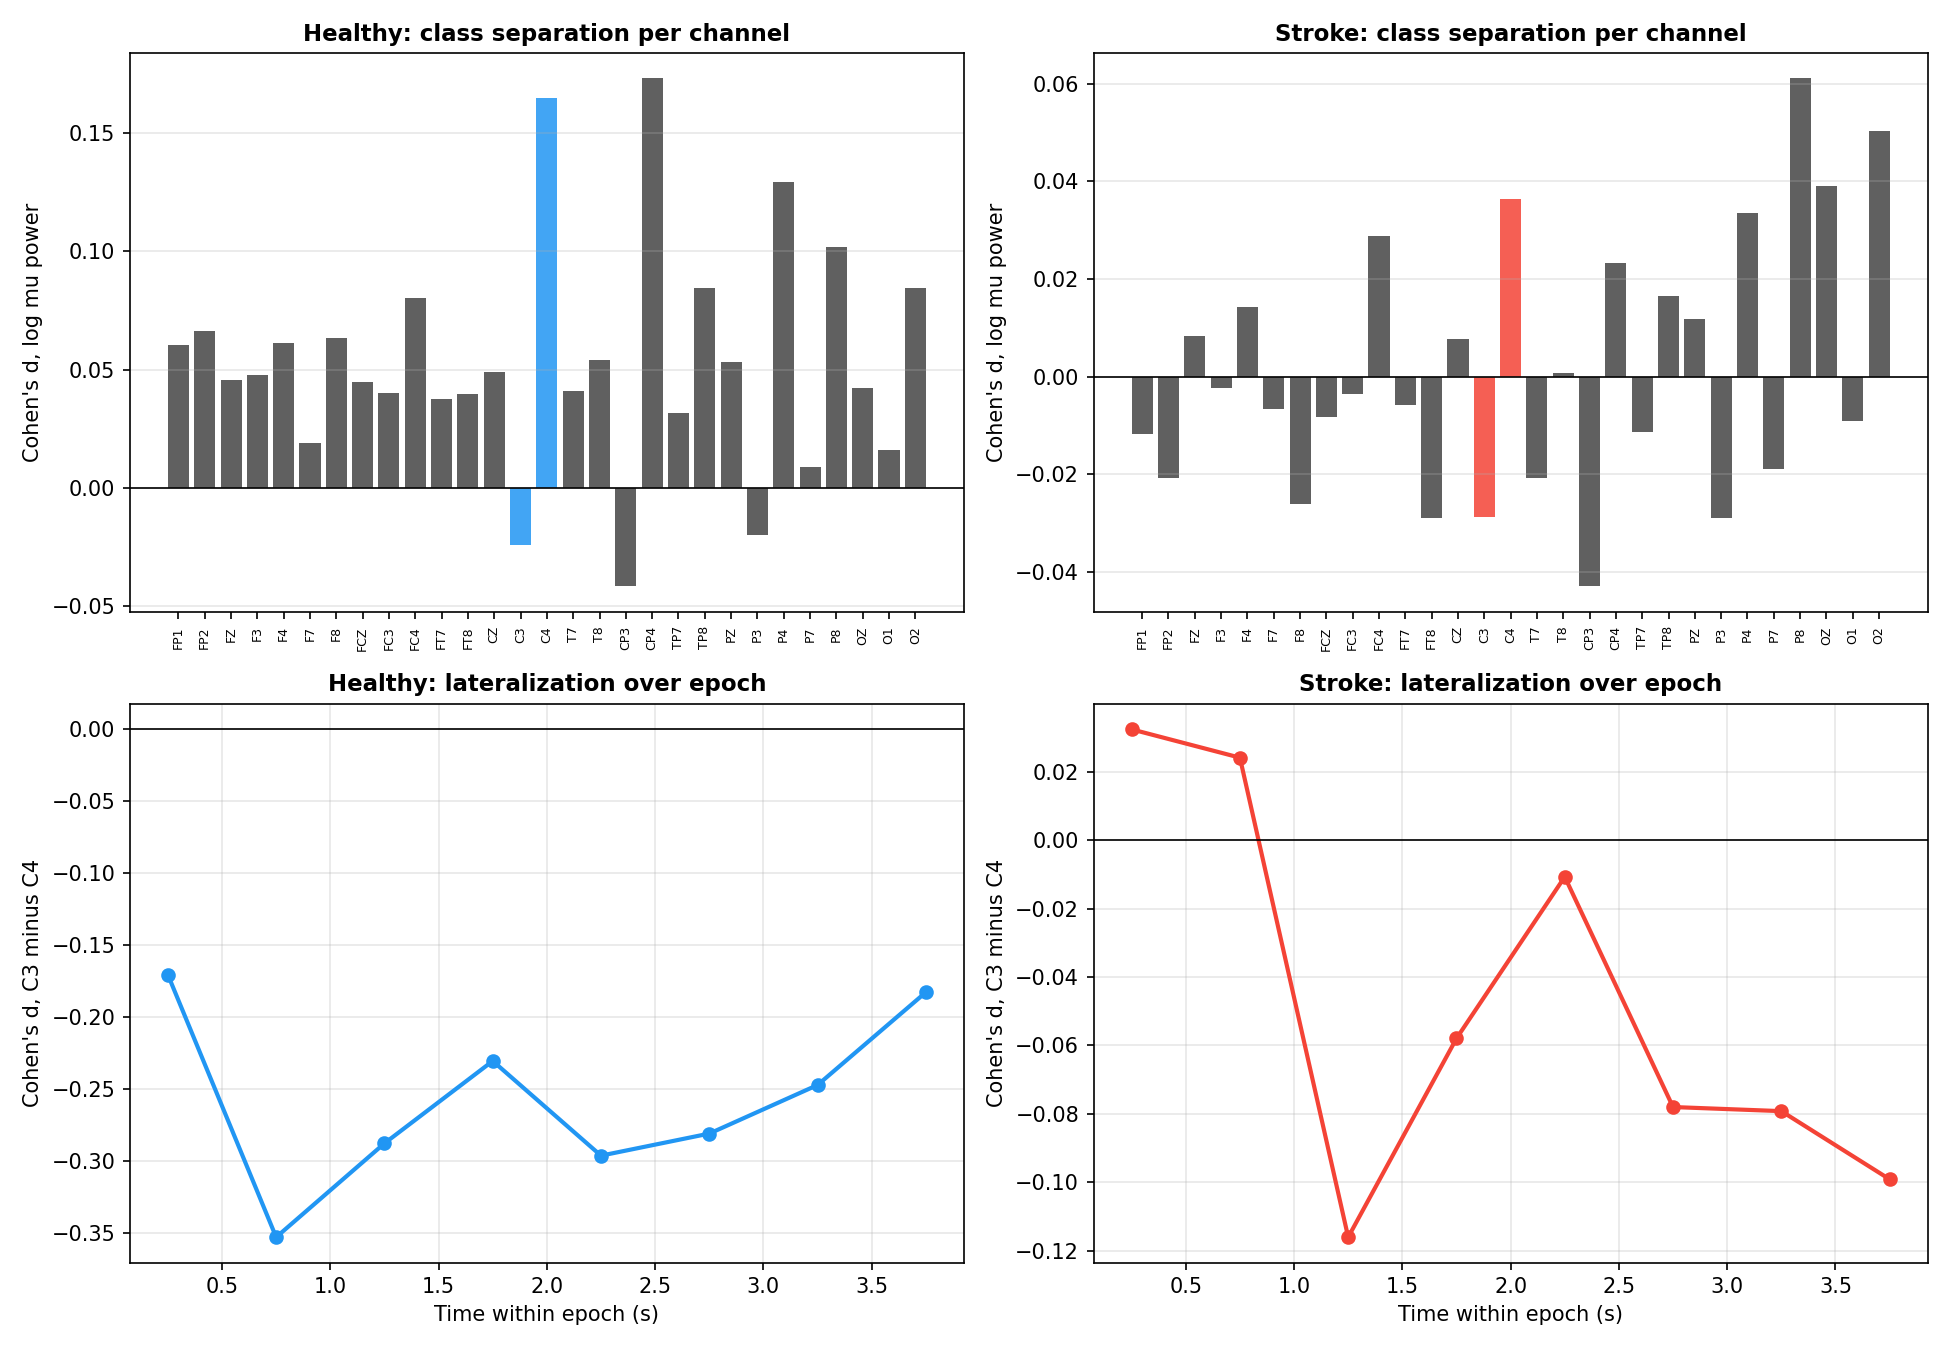 Healthy: class separation per channel
Cohen's d, log mu power
0.15
0.10
0.05
0.00
−0.05
FP1 FP2 FZ F3 F4 F7 F8 FCZ FC3 FC4 FT7 FT8 CZ C3 C4 T7 T8 CP3 CP4 TP7 TP8 PZ P3 P4 P7 P8 OZ O1 O2
Stroke: class separation per channel
Cohen's d, log mu power
0.06
0.04
0.02
0.00
−0.02
−0.04
FP1 FP2 FZ F3 F4 F7 F8 FCZ FC3 FC4 FT7 FT8 CZ C3 C4 T7 T8 CP3 CP4 TP7 TP8 PZ P3 P4 P7 P8 OZ O1 O2
Healthy: lateralization over epoch
Cohen's d, C3 minus C4
0.00
−0.05
−0.10
−0.15
−0.20
−0.25
−0.30
−0.35
0.5 1.0 1.5 2.0 2.5 3.0 3.5
Time within epoch (s)
Stroke: lateralization over epoch
Cohen's d, C3 minus C4
0.02
0.00
−0.02
−0.04
−0.06
−0.08
−0.10
−0.12
0.5 1.0 1.5 2.0 2.5 3.0 3.5
Time within epoch (s)